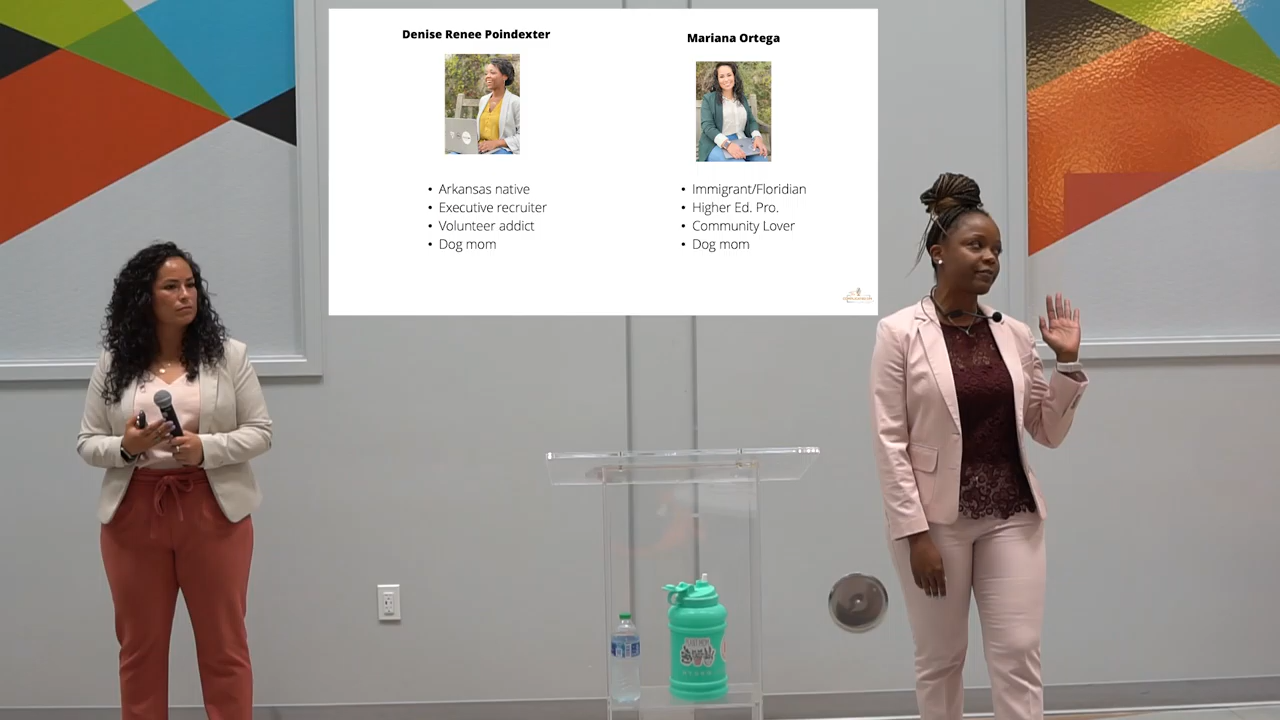 Denise Renee Poindexter
Arkansas native
Executive recruiter
Volunteer addict
Dog mom
Mariana Ortega
Immigrant/Floridian
Higher Ed. Pro.
Community Lover
Dog mom